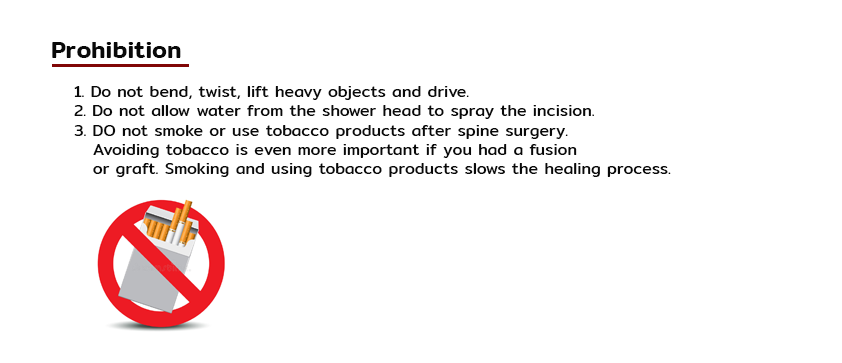 Prohibition
1. Do not bend, twist, lift heavy objects and drive.
2. Do not allow water from the shower head to spray the incision.
3. DO not smoke or use tobacco products after spine surgery.
Avoiding tobacco is even more important if you had a fusion
or graft. Smoking and using tobacco products slows the healing process.